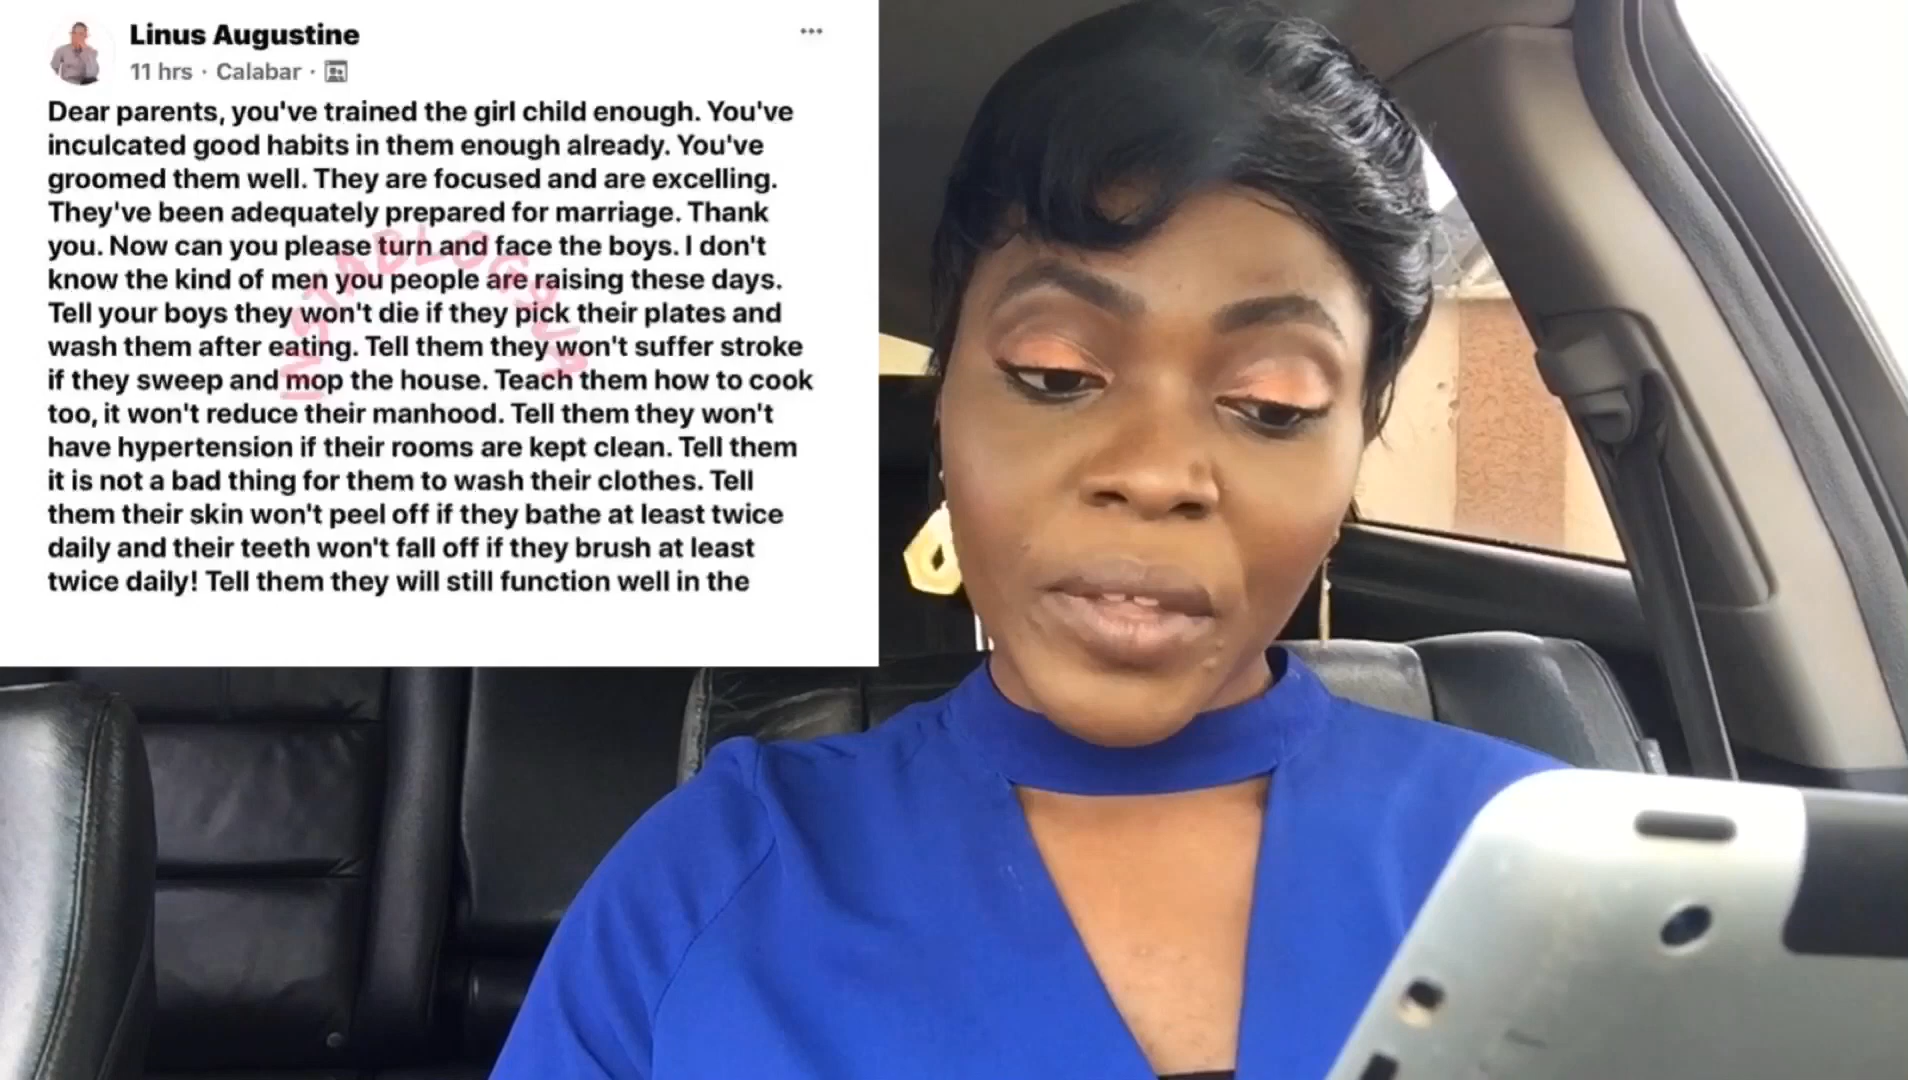 Linus Augustine
11 hrs · Calabar ·
Dear parents, you've trained the girl child enough. You've
inculcated good habits in them enough already. You've
groomed them well. They are focused and are excelling.
They've been adequately prepared for marriage. Thank
you. Now can you please turn and face the boys. I don't
know the kind of men you people are raising these days.
Tell your boys they won't die if they pick their plates and
wash them after eating. Tell them they won't suffer stroke
if they sweep and mop the house. Teach them how to cook
too, it won't reduce their manhood. Tell them they won't
have hypertension if their rooms are kept clean. Tell them
it is not a bad thing for them to wash their clothes. Tell
them their skin won't peel off if they bathe at least twice
daily and their teeth won't fall off if they brush at least
twice daily! Tell them they will still function well in the
INSTABLOG9JA